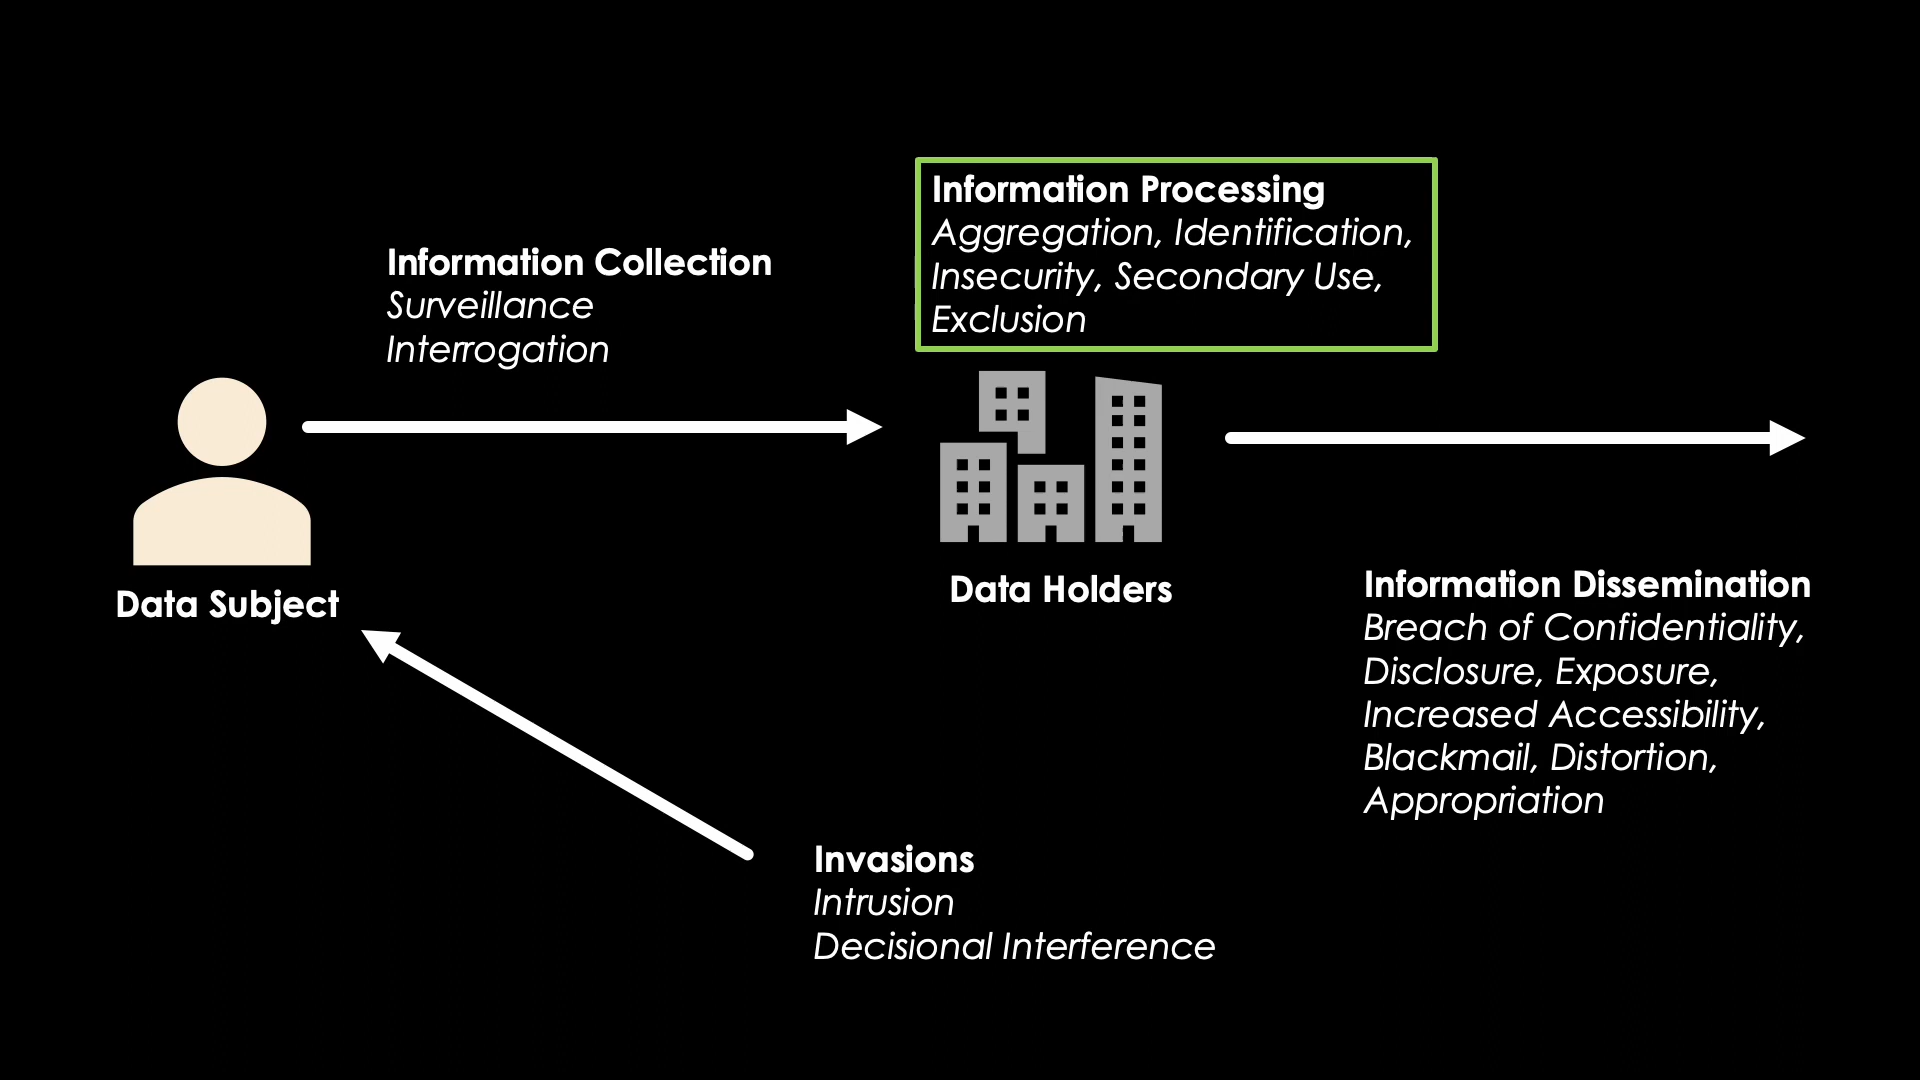 Information Processing
Aggregation, Identification,
Insecurity, Secondary Use,
Exclusion
Information Collection
Surveillance
Interrogation
Data Subject
Data Holders
Information Dissemination
Breach of Confidentiality,
Disclosure, Exposure,
Increased Accessibility,
Blackmail, Distortion,
Appropriation
Invasions
Intrusion
Decisional Interference